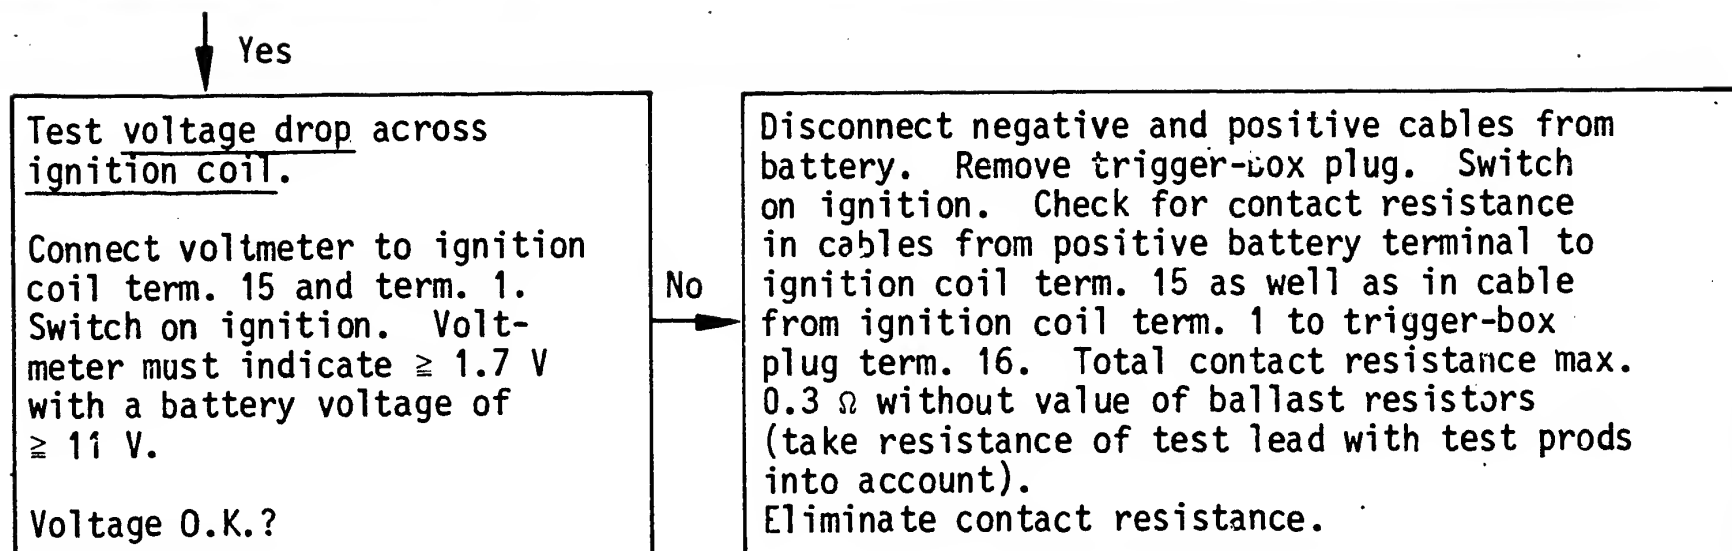 Yes
Test voltage drop across
ignition coil.
Connect voltmeter to ignition
coil term. 15 and term. 1.
Switch on ignition. Volt-
meter must indicate ≧ 1.7 V
with a battery voltage of
≧ 11 V.
Voltage O.K.?
No
Disconnect negative and positive cables from
battery. Remove trigger-box plug. Switch
on ignition. Check for contact resistance
in cables from positive battery terminal to
ignition coil term. 15 as well as in cable
from ignition coil term. 1 to trigger-box
plug term. 16. Total contact resistance max.
0.3 Ω without value of ballast resistors
(take resistance of test lead with test prods
into account).
Eliminate contact resistance.